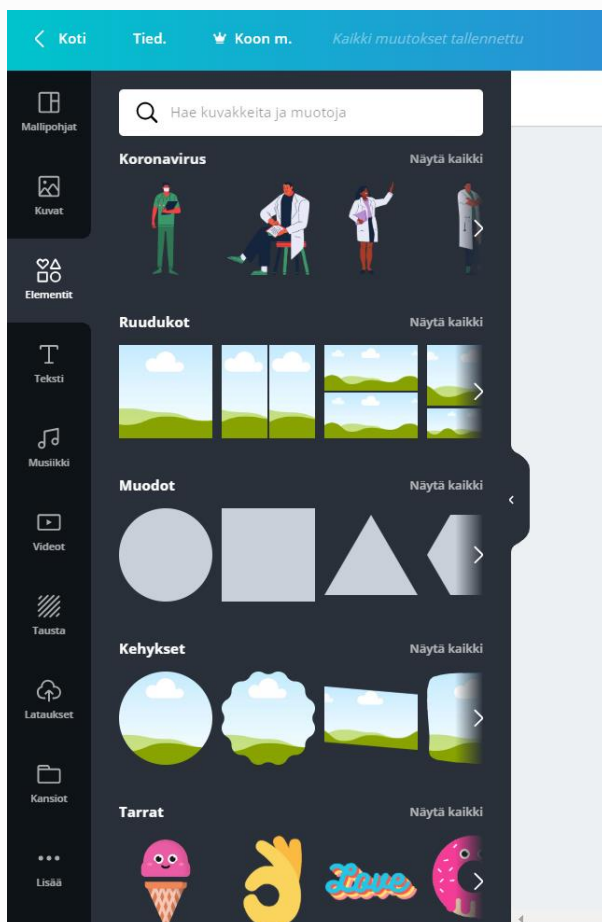 Koti Tied. Koon m. Kaikki muutokset tallennettu
Mallipohjat
Kuvat
Elementit
Teksti
Musiikki
Videot
Tausta
Lataukset
Kansiot
Lisää
Hae kuvakkeita ja muotoja
Koronavirus Näytä kaikki
Ruudukot Näytä kaikki
Muodot Näytä kaikki
Kehykset Näytä kaikki
Tarrat Näytä kaikki
Love